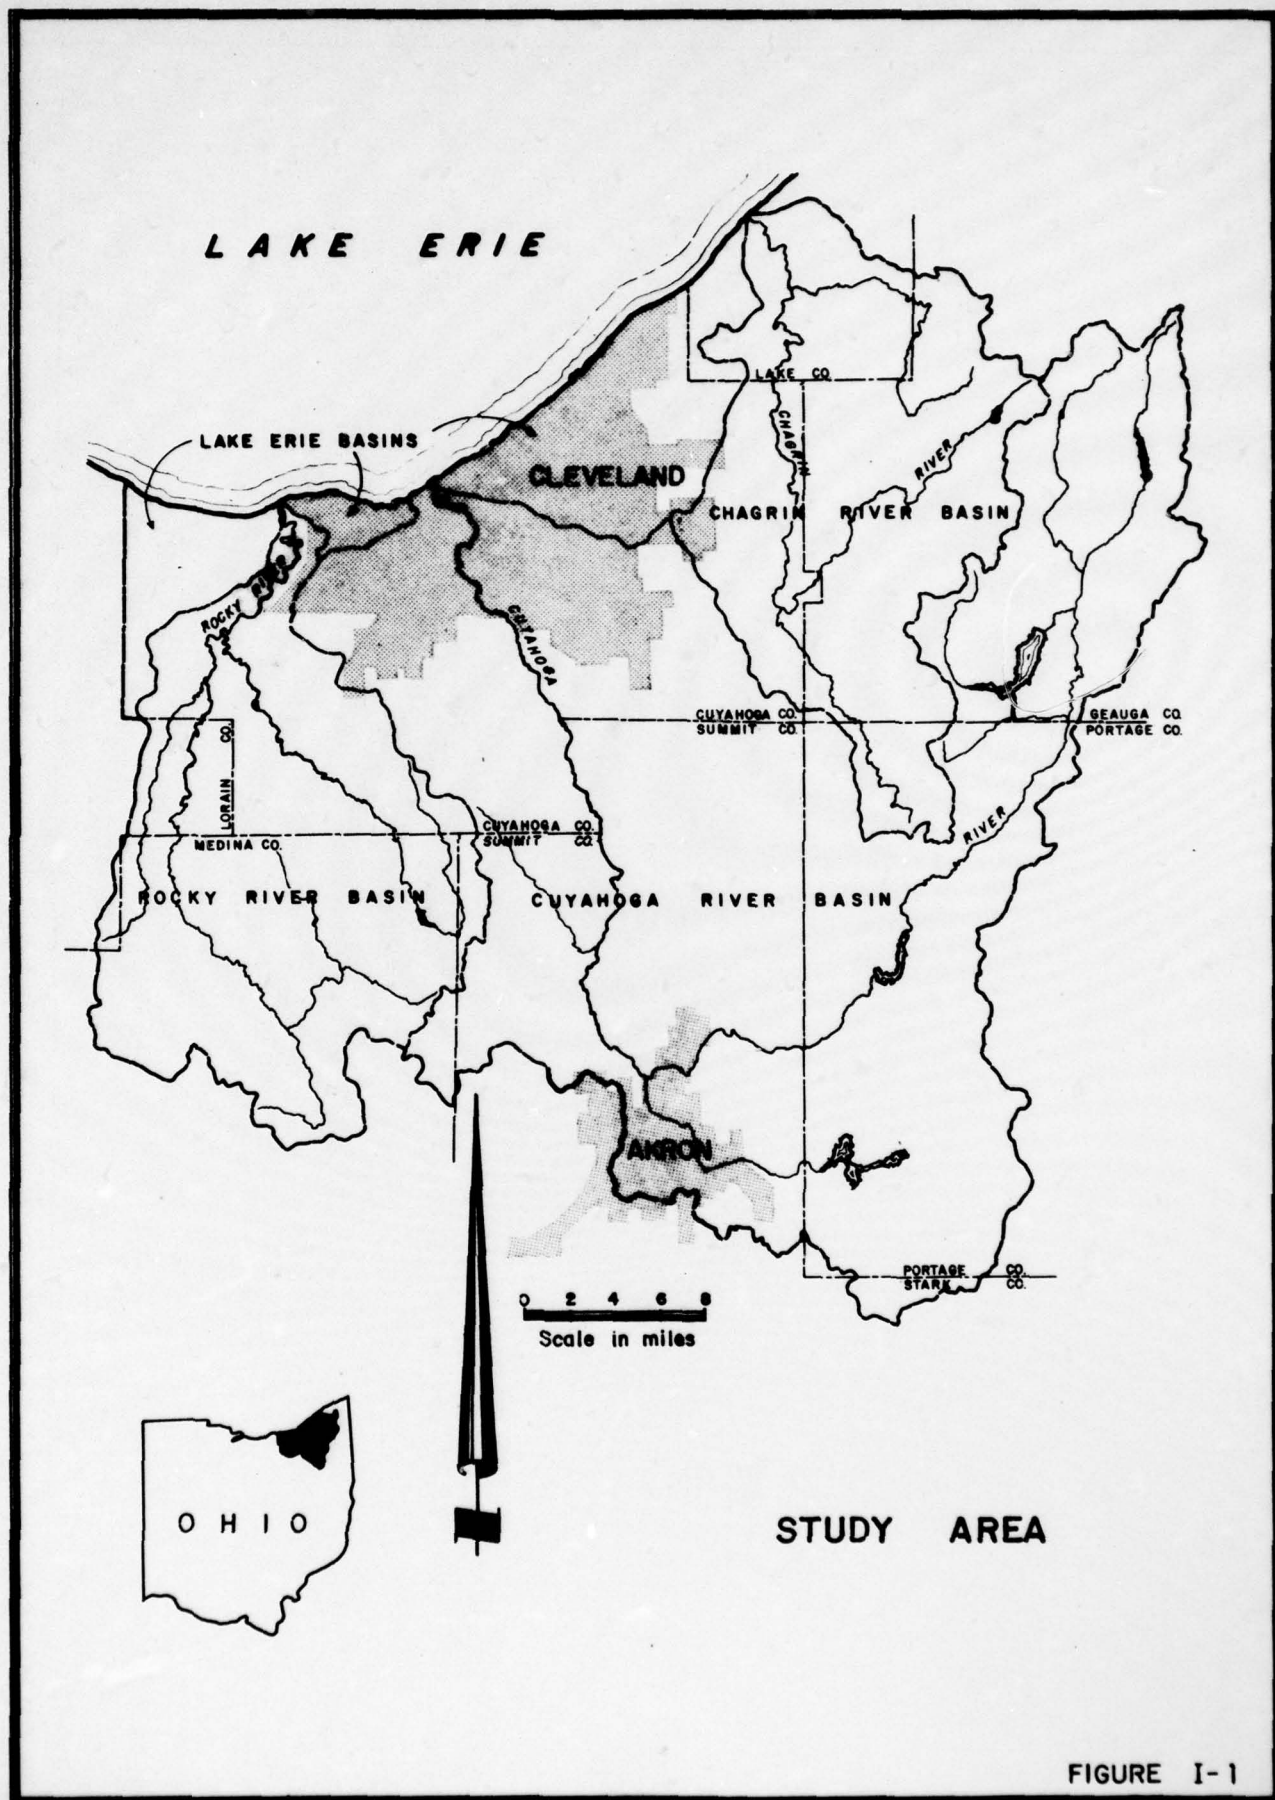 LAKE ERIE
LAKE CO
LAKE ERIE BASINS
CHAGRIN
RIVER
CLEVELAND
CHAGRIN RIVER BASIN
ROCKY RIVER
CUYAHOGA
CUYAHOGA CO.
SUMMIT CO.
GEAUGA CO.
PORTAGE CO.
LORAIN CO.
RIVER
CUYAHOGA CO.
SUMMIT CO.
MEDINA CO.
ROCKY RIVER BASIN
CUYAHOGA RIVER BASIN
AKRON
PORTAGE CO.
STARK CO.
0 2 4 6 8
Scale in miles
OHIO
STUDY AREA
FIGURE I-1